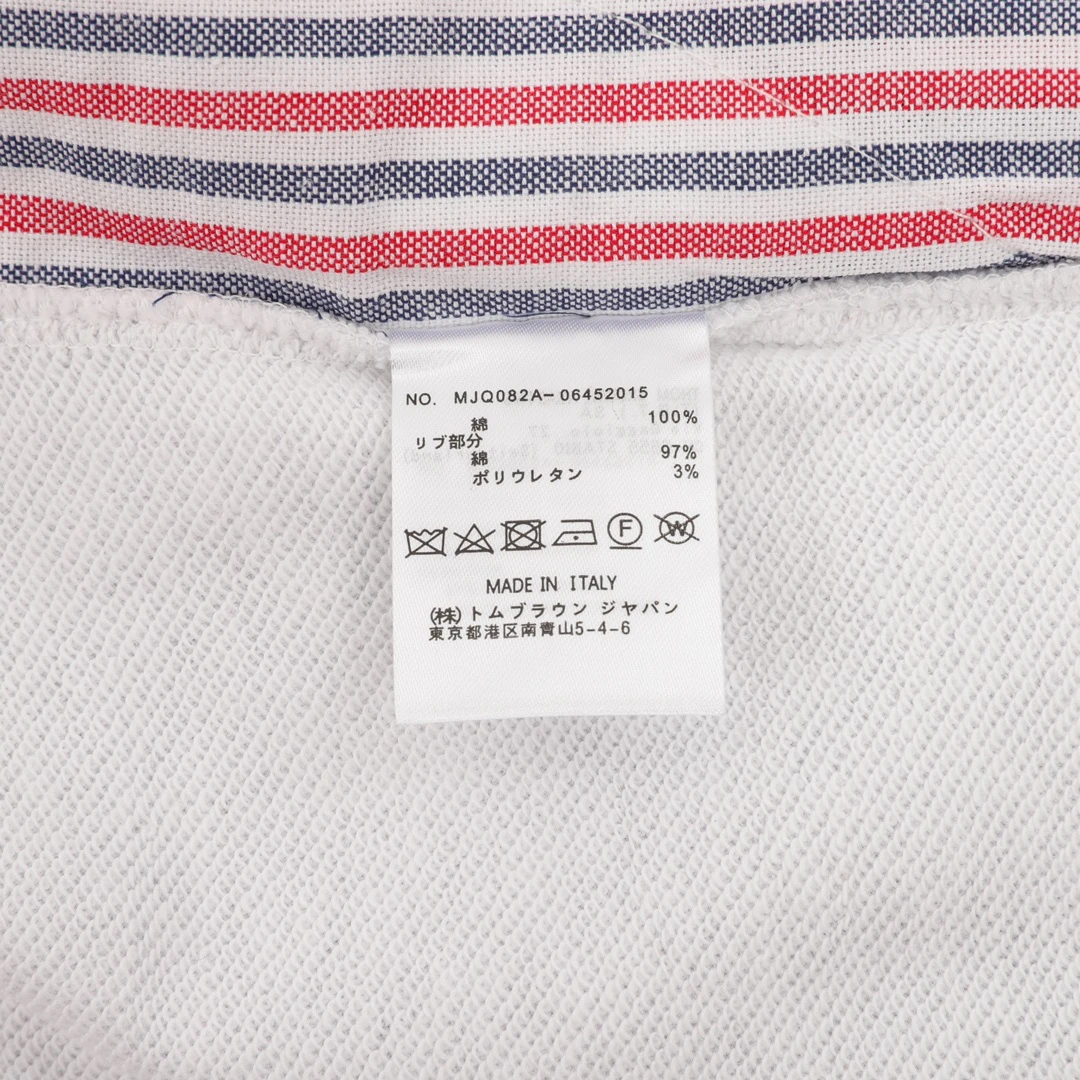 NO. MJQ082A-06452015
綿 100%
リブ部分
綿 97%
ポリウレタン 3%
F W
MADE IN ITALY
(株)トムブラウン ジヤパン
東京都港区南青山5-4-6